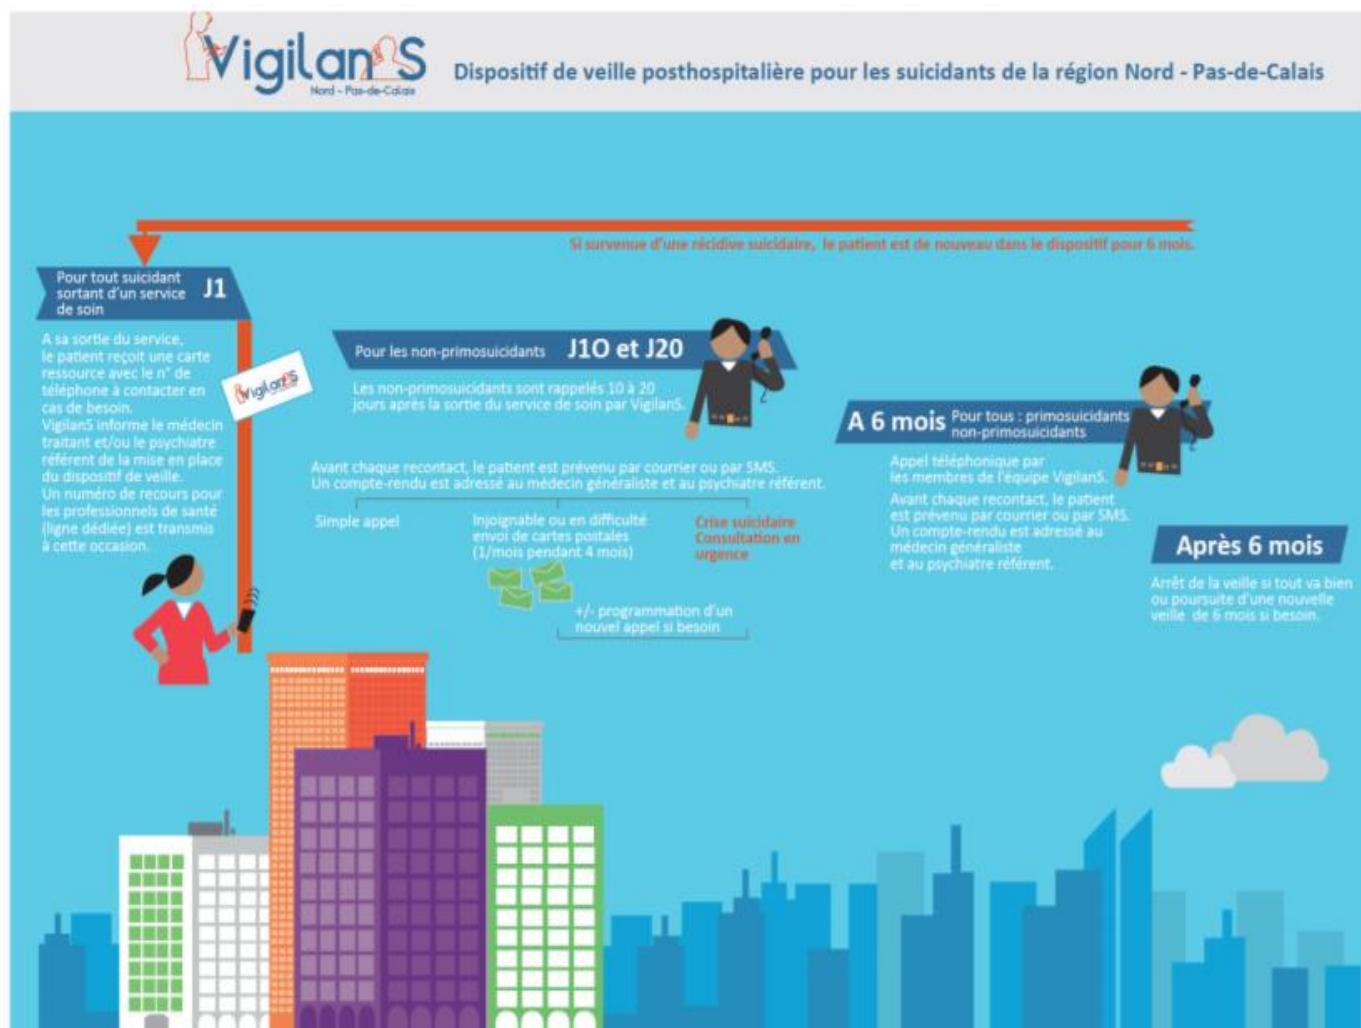 VigilanS
Nord - Pas-de-Calais
Dispositif de veille posthospitalière pour les suicidants de la région Nord - Pas-de-Calais
Si survenue d'une récidive suicidaire, le patient est de nouveau dans le dispositif pour 6 mois.
Pour tout suicidant
sortant d'un service
de soin
J1
A sa sortie du service,
le patient reçoit une carte
ressource avec le n° de
téléphone à contacter en
cas de besoin.
VigilanS informe le médecin
traitant et/ou le psychiatre
référent de la mise en place
du dispositif de veille.
Un numéro de recours pour
les professionnels de santé
(ligne dédiée) est transmis
à cette occasion.
VigilanS
Pour les non-primosuicidants J10 et J20
Les non-primosuicidants sont rappelés 10 à 20
jours après la sortie du service de soin par VigilanS.
Avant chaque recontact, le patient est prévenu par courrier ou par SMS.
Un compte-rendu est adressé au médecin généraliste et au psychiatre référent.
Simple appel
Injoignable ou en difficulté
envoi de cartes postales
(1/mois pendant 4 mois)
Crise suicidaire
Consultation en
urgence
+/- programmation d'un
nouvel appel si besoin
A 6 mois
Pour tous : primosuicidants
non-primosuicidants
Appel téléphonique par
les membres de l'équipe VigilanS.
Avant chaque recontact, le patient
est prévenu par courrier ou par SMS.
Un compte-rendu est adressé au
médecin généraliste
et au psychiatre référent.
Après 6 mois
Arrêt de la veille si tout va bien
ou poursuite d'une nouvelle
veille de 6 mois si besoin.